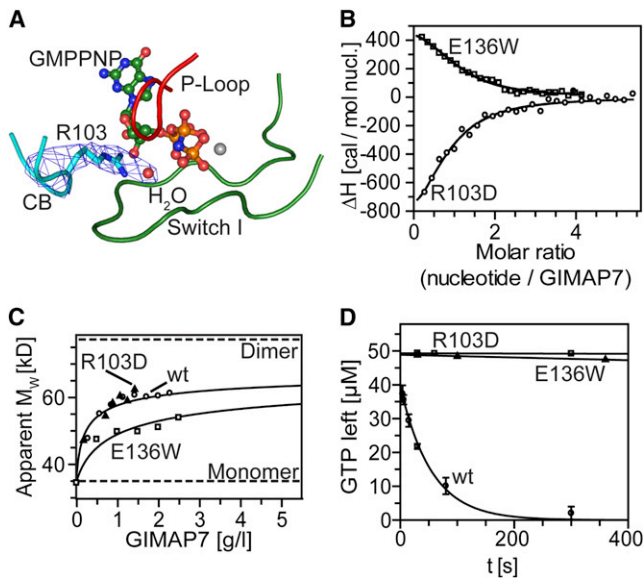 A
GMPPNP
P-Loop
R103
CB
H2O
Switch I
B
400
200
0
-200
-400
-600
-800
ΔH [cal / mol nucl.]
E136W
R103D
0 2 4
Molar ratio
(nucleotide / GIMAP7)
C
75
55
35
Apparent MW [kD]
Dimer
R103D
wt
E136W
Monomer
0 1 2 3 4 5
GIMAP7 [g/l]
D
60
50
40
30
20
10
0
GTP left [µM]
R103D
E136W
wt
0 200 400
t [s]